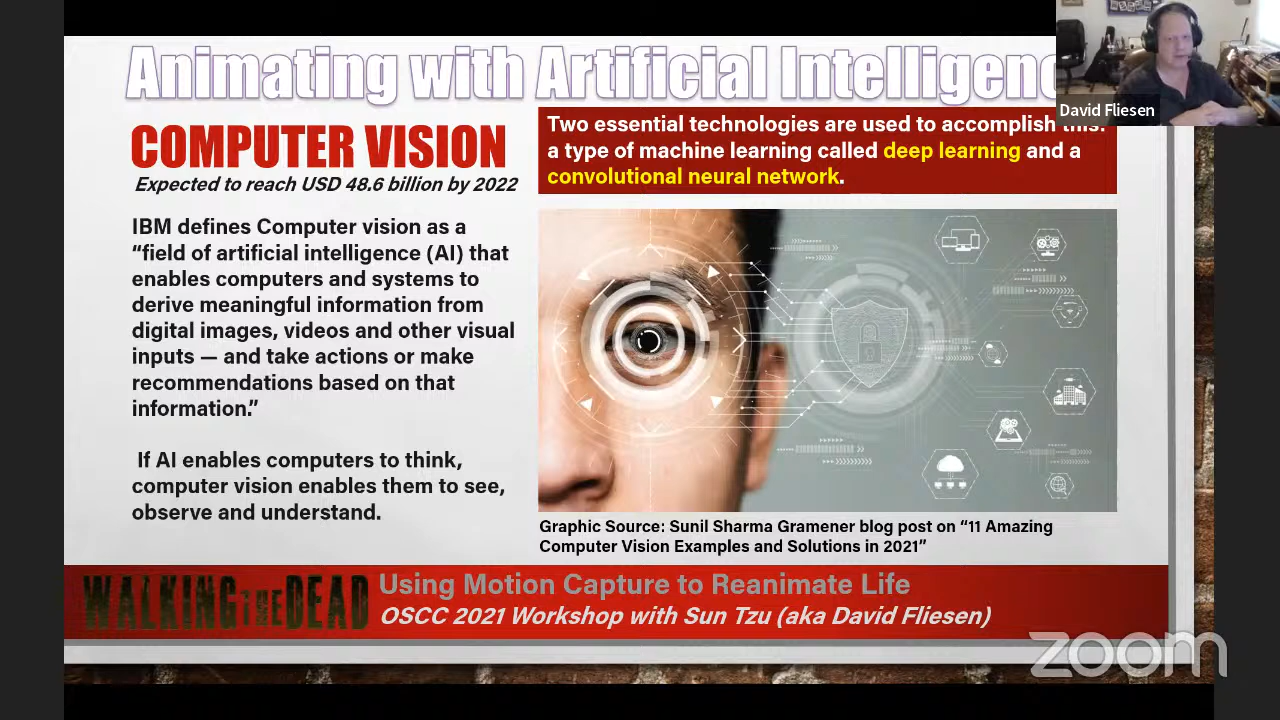 Animating with Artificial Intelligenc
David Fliesen
COMPUTER VISION
Expected to reach USD 48.6 billion by 2022
Two essential technologies are used to accomplish this:
a type of machine learning called deep learning and a
convolutional neural network.
IBM defines Computer vision as a
“field of artificial intelligence (AI) that
enables computers and systems to
derive meaningful information from
digital images, videos and other visual
inputs — and take actions or make
recommendations based on that
information.”
If AI enables computers to think,
computer vision enables them to see,
observe and understand.
Graphic Source: Sunil Sharma Gramener blog post on “11 Amazing
Computer Vision Examples and Solutions in 2021”
WALKING THE DEAD
Using Motion Capture to Reanimate Life
OSCC 2021 Workshop with Sun Tzu (aka David Fliesen)
zoom